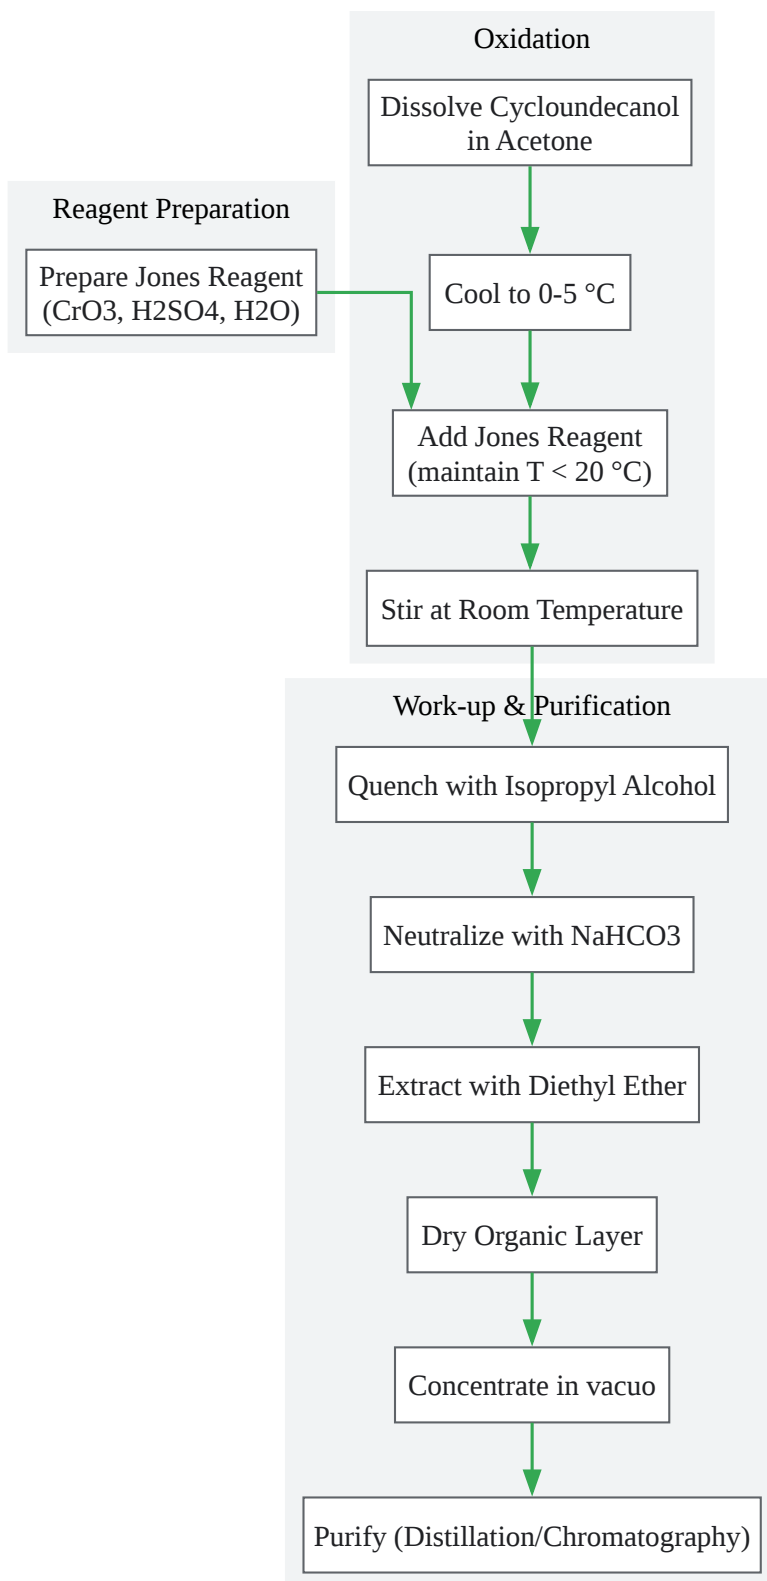 Oxidation
Dissolve Cycloundecanol
in Acetone
Reagent Preparation
Prepare Jones Reagent
(CrO3, H2SO4, H2O)
Cool to 0-5 °C
Add Jones Reagent
(maintain T < 20 °C)
Stir at Room Temperature
Work-up & Purification
Quench with Isopropyl Alcohol
Neutralize with NaHCO3
Extract with Diethyl Ether
Dry Organic Layer
Concentrate in vacuo
Purify (Distillation/Chromatography)